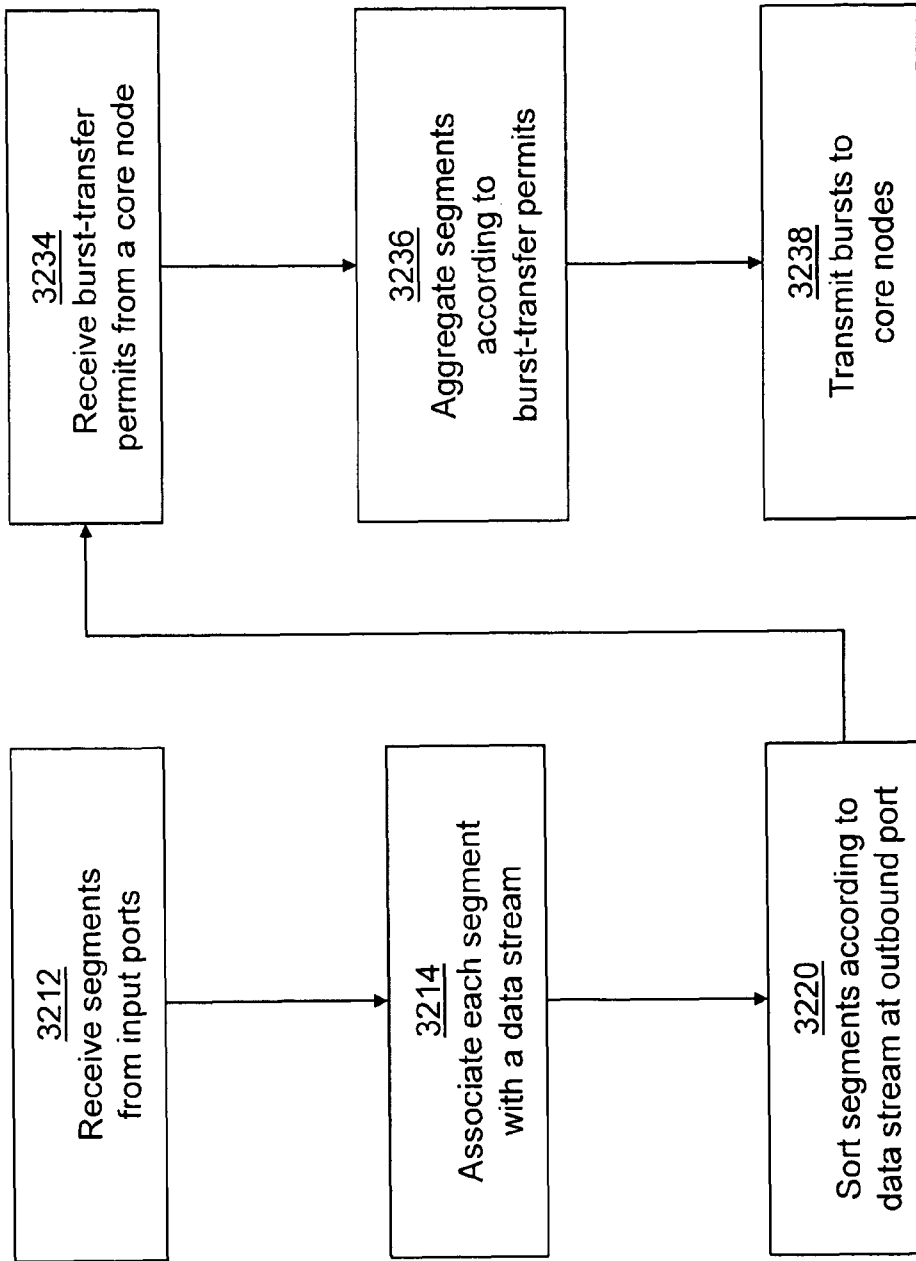 3212
Receive segments
from input ports
3214
Associate each segment
with a data stream
3220
Sort segments according to
data stream at outbound port
3234
Receive burst-transfer
permits from a core node
3236
Aggregate segments
according to
burst-transfer permits
3238
Transmit bursts to
core nodes